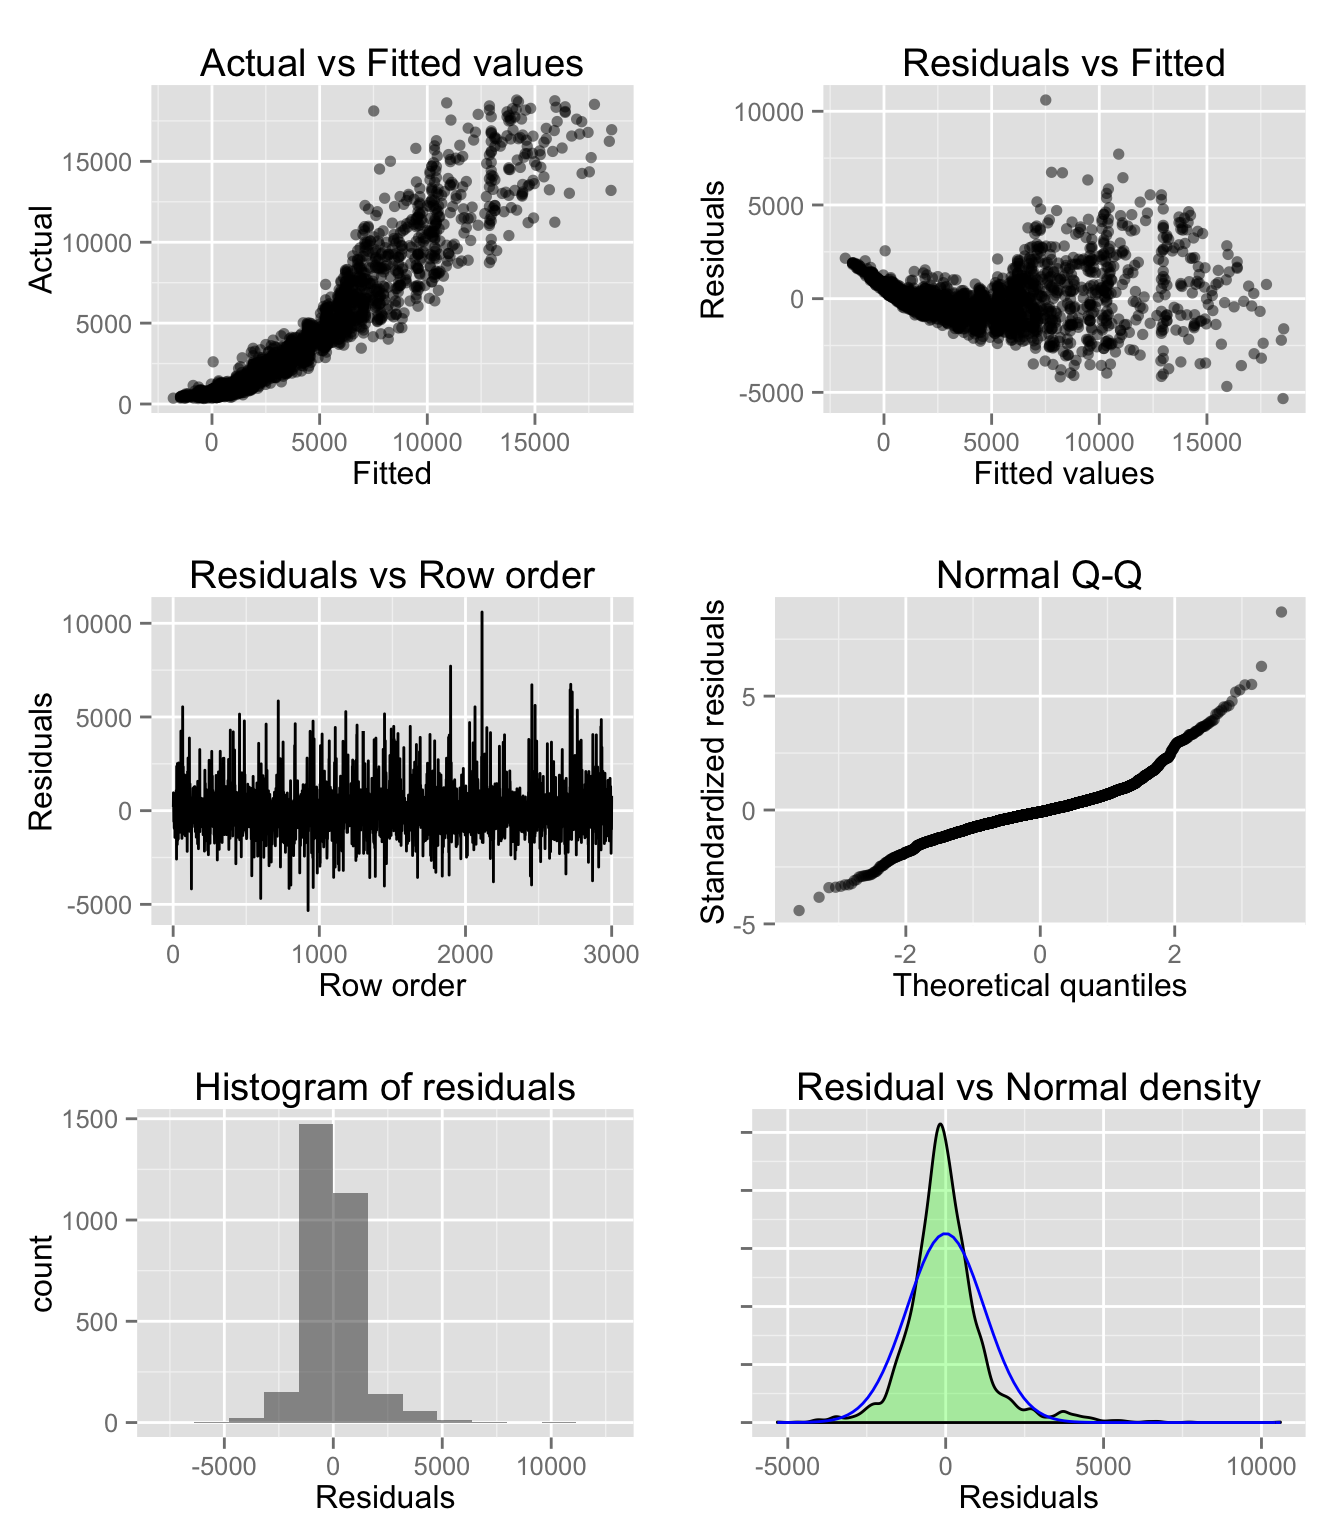 Actual vs Fitted values
Actual
15000
10000
5000
0
0 5000 10000 15000
Fitted
Residuals vs Fitted
Residuals
10000
5000
0
-5000
0 5000 10000 15000
Fitted values
Residuals vs Row order
Residuals
10000
5000
0
-5000
0 1000 2000 3000
Row order
Normal Q-Q
Standardized residuals
5
0
-5
-2 0 2
Theoretical quantiles
Histogram of residuals
count
1500
1000
500
0
-5000 0 5000 10000
Residuals
Residual vs Normal density
-5000 0 5000 10000
Residuals